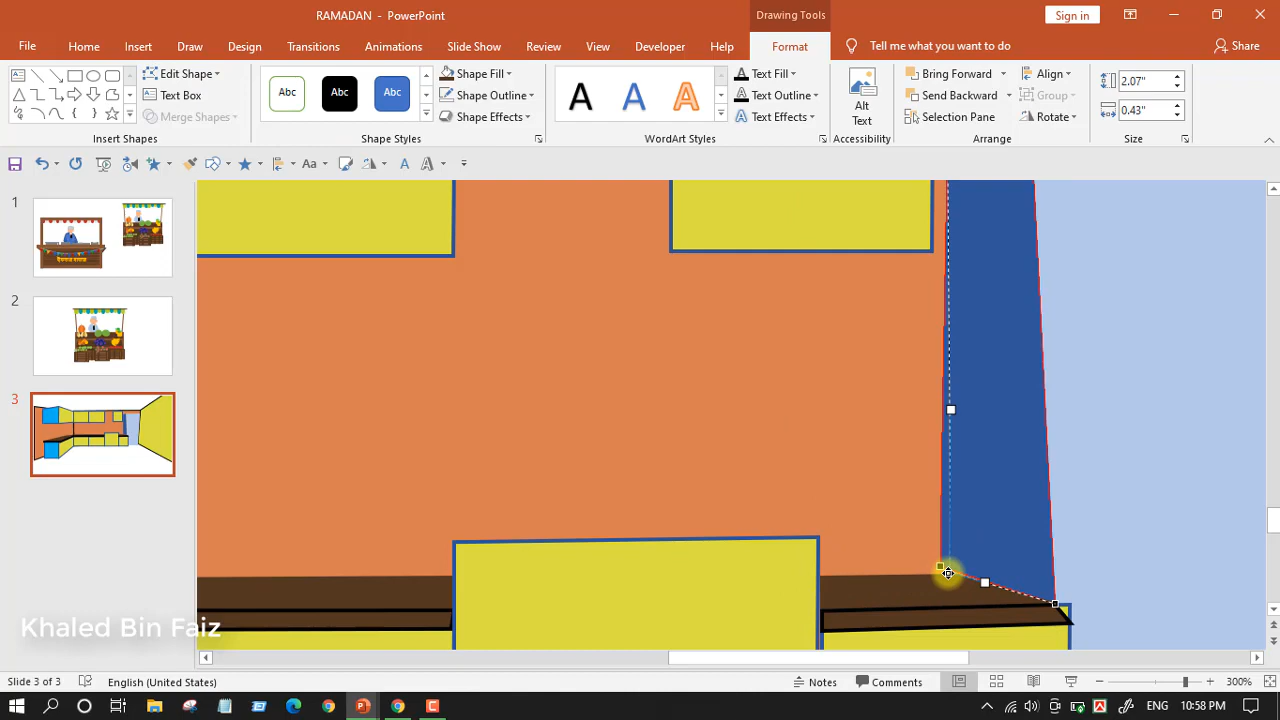 RAMADAN - PowerPoint
Drawing Tools
Sign in
File
Home
Insert
Draw
Design
Transitions
Animations
Slide Show
Review
View
Developer
Help
Format
Tell me what you want to do
Share
Edit Shape
Text Box
Merge Shapes
Insert Shapes
Abc
Abc
Abc
Shape Fill
Shape Outline
Shape Effects
Shape Styles
A
A
A
Text Fill
Text Outline
Text Effects
WordArt Styles
Alt
Text
Accessibility
Bring Forward
Send Backward
Selection Pane
Align
Group
Rotate
Arrange
2.07"
0.43"
Size
1
2
3
Khaled Bin Faiz
Slide 3 of 3
English (United States)
Notes
Comments
300%
ENG
10:58 PM